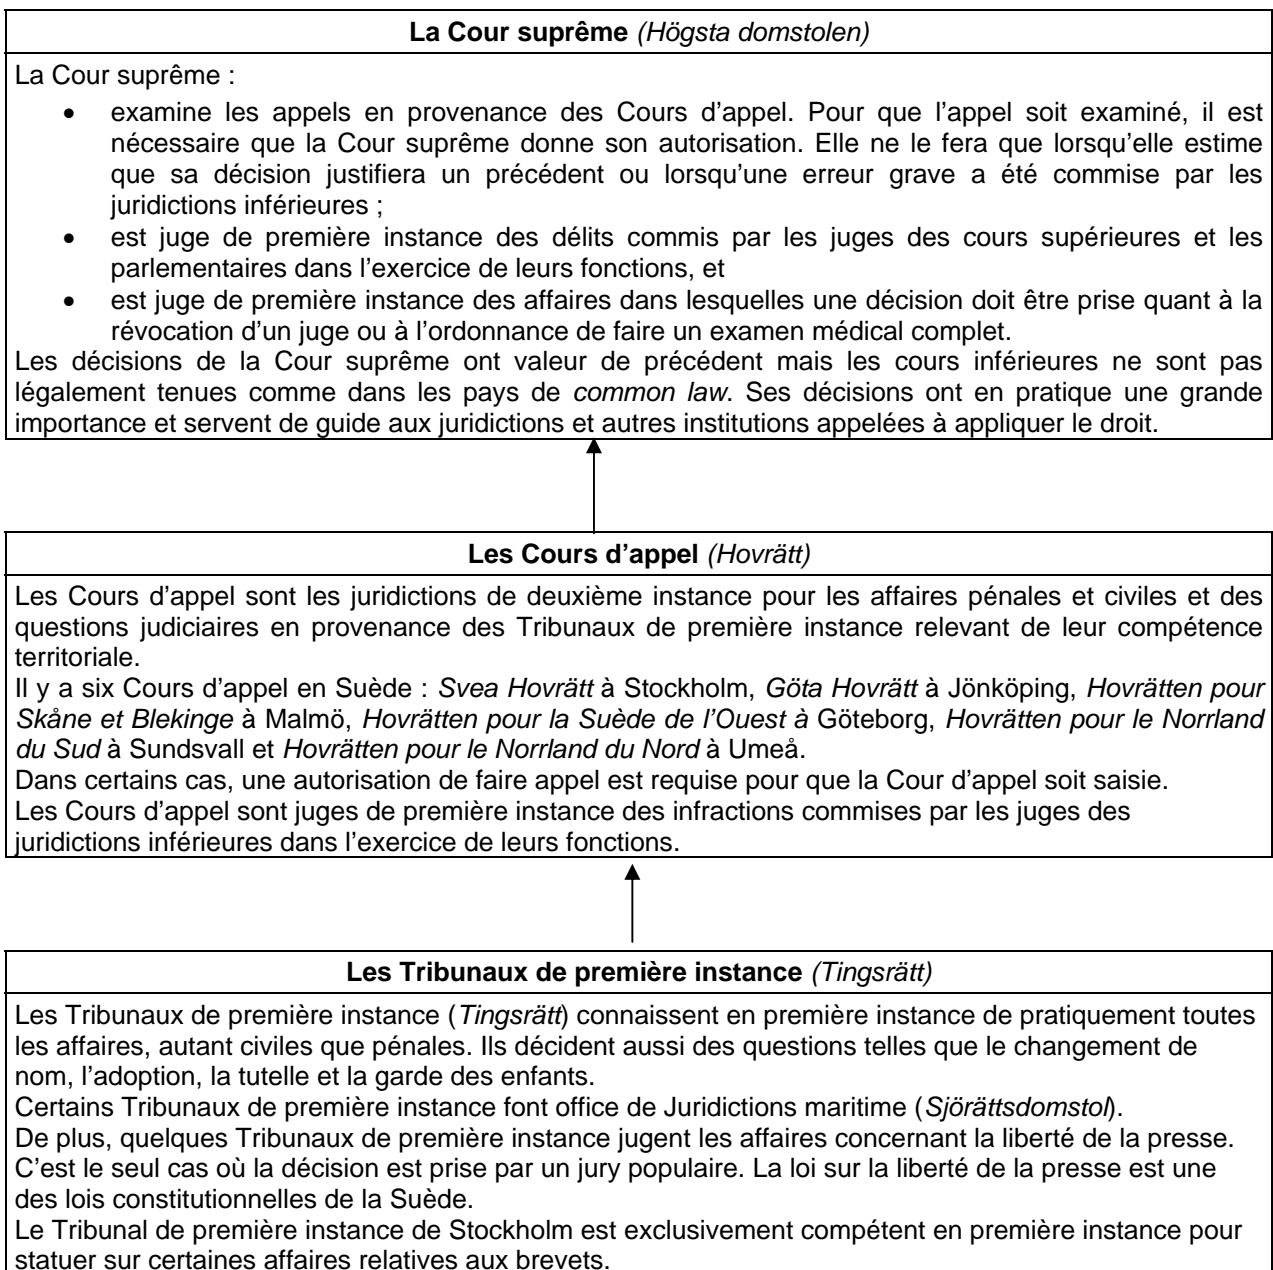 La Cour suprême (Högsta domstolen)
La Cour suprême :
• examine les appels en provenance des Cours d’appel. Pour que l’appel soit examiné, il est
nécessaire que la Cour suprême donne son autorisation. Elle ne le fera que lorsqu’elle estime
que sa décision justifiera un précédent ou lorsqu’une erreur grave a été commise par les
juridictions inférieures ;
• est juge de première instance des délits commis par les juges des cours supérieures et les
parlementaires dans l’exercice de leurs fonctions, et
• est juge de première instance des affaires dans lesquelles une décision doit être prise quant à la
révocation d’un juge ou à l’ordonnance de faire un examen médical complet.
Les décisions de la Cour suprême ont valeur de précédent mais les cours inférieures ne sont pas
légalement tenues comme dans les pays de common law. Ses décisions ont en pratique une grande
importance et servent de guide aux juridictions et autres institutions appelées à appliquer le droit.
Les Cours d’appel (Hovrätt)
Les Cours d’appel sont les juridictions de deuxième instance pour les affaires pénales et civiles et des
questions judiciaires en provenance des Tribunaux de première instance relevant de leur compétence
territoriale.
Il y a six Cours d’appel en Suède : Svea Hovrätt à Stockholm, Göta Hovrätt à Jönköping, Hovrätten pour
Skåne et Blekinge à Malmö, Hovrätten pour la Suède de l’Ouest à Göteborg, Hovrätten pour le Norrland
du Sud à Sundsvall et Hovrätten pour le Norrland du Nord à Umeå.
Dans certains cas, une autorisation de faire appel est requise pour que la Cour d’appel soit saisie.
Les Cours d’appel sont juges de première instance des infractions commises par les juges des
juridictions inférieures dans l’exercice de leurs fonctions.
Les Tribunaux de première instance (Tingsrätt)
Les Tribunaux de première instance (Tingsrätt) connaissent en première instance de pratiquement toutes
les affaires, autant civiles que pénales. Ils décident aussi des questions telles que le changement de
nom, l’adoption, la tutelle et la garde des enfants.
Certains Tribunaux de première instance font office de Juridictions maritime (Sjörättsdomstol).
De plus, quelques Tribunaux de première instance jugent les affaires concernant la liberté de la presse.
C’est le seul cas où la décision est prise par un jury populaire. La loi sur la liberté de la presse est une
des lois constitutionnelles de la Suède.
Le Tribunal de première instance de Stockholm est exclusivement compétent en première instance pour
statuer sur certaines affaires relatives aux brevets.